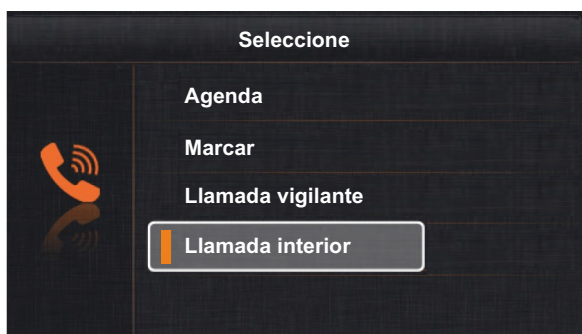 Seleccione
Agenda
Marcar
Llamada vigilante
Llamada interior